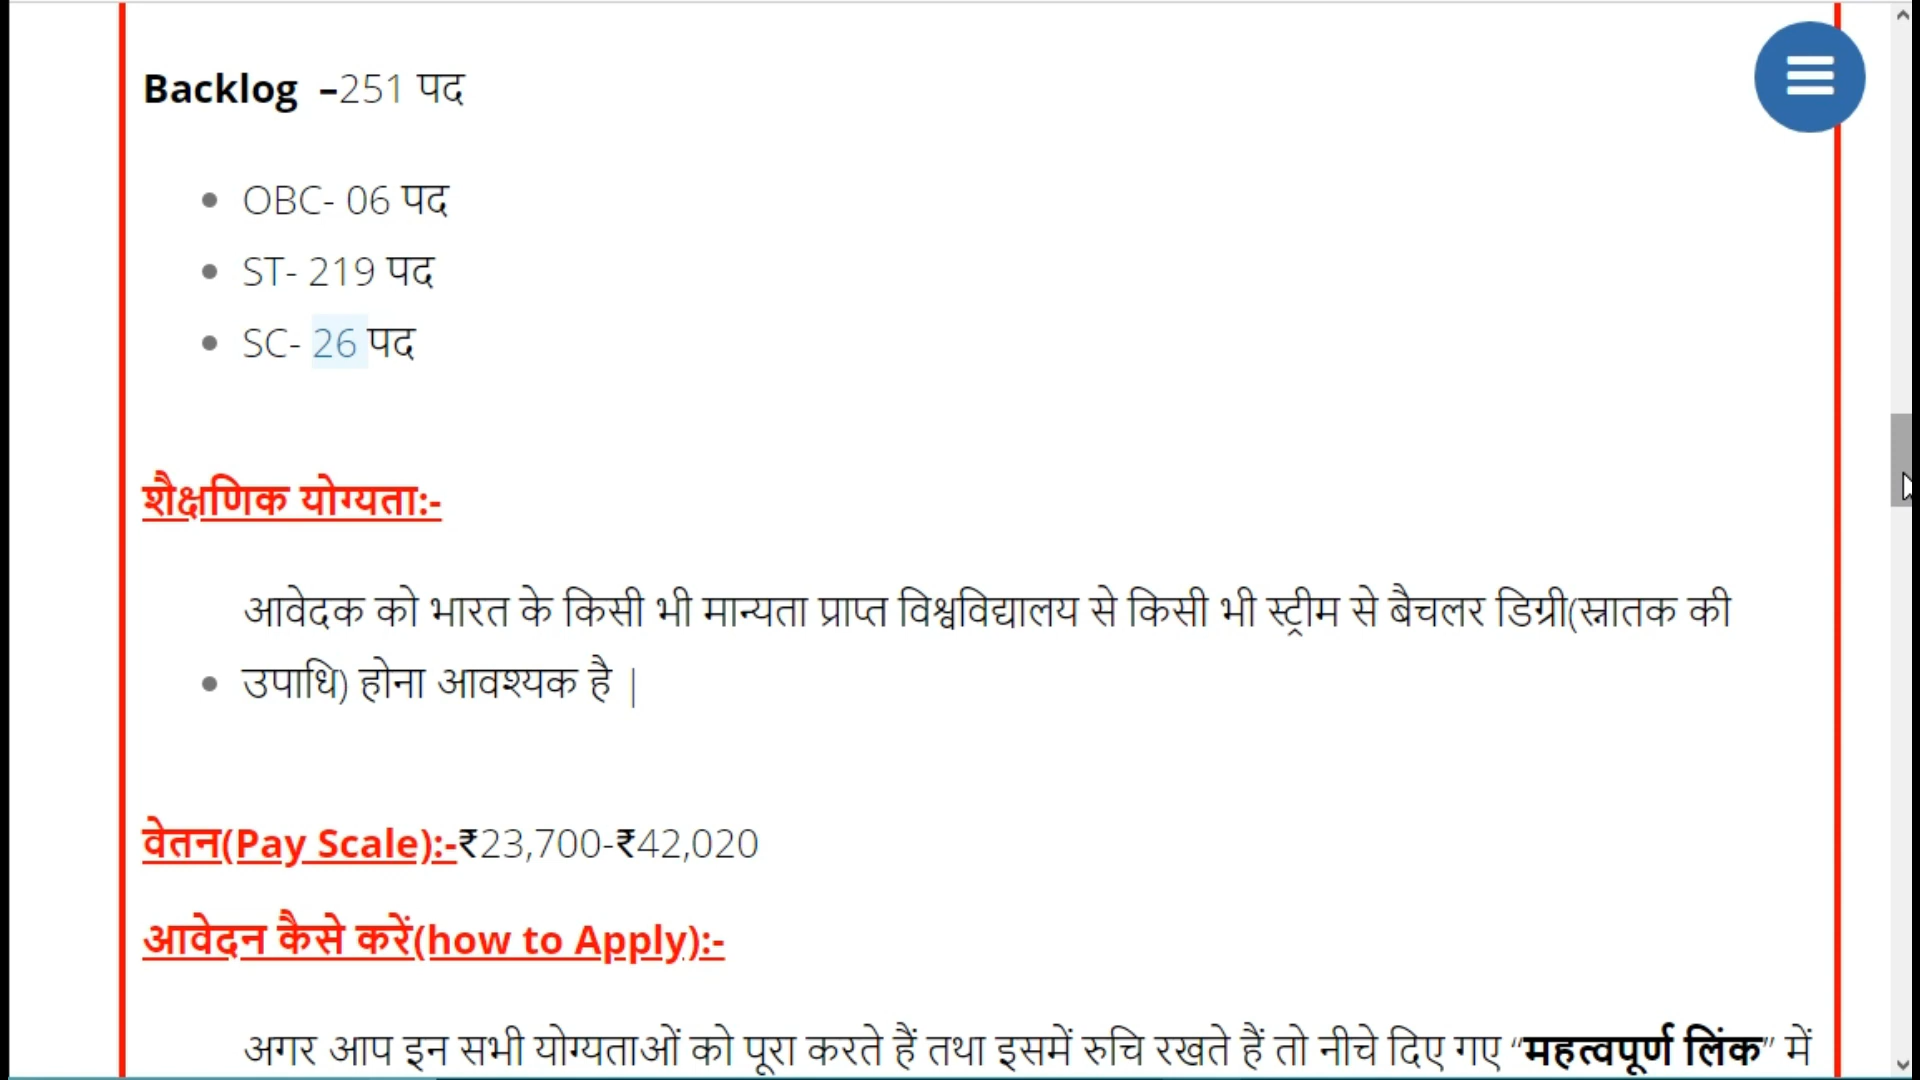 Backlog –251 पद
OBC- 06 पद
ST- 219 पद
SC- 26 पद
शैक्षणिक योग्यता:-
आवेदक को भारत के किसी भी मान्यता प्राप्त विश्वविद्यालय से किसी भी स्ट्रीम से बैचलर डिग्री(स्नातक की
उपाधि) होना आवश्यक है |
वेतन(Pay Scale):-₹23,700-₹42,020
आवेदन कैसे करें(how to Apply):-
अगर आप इन सभी योग्यताओं को पूरा करते हैं तथा इसमें रुचि रखते हैं तो नीचे दिए गए “महत्वपूर्ण लिंक” में